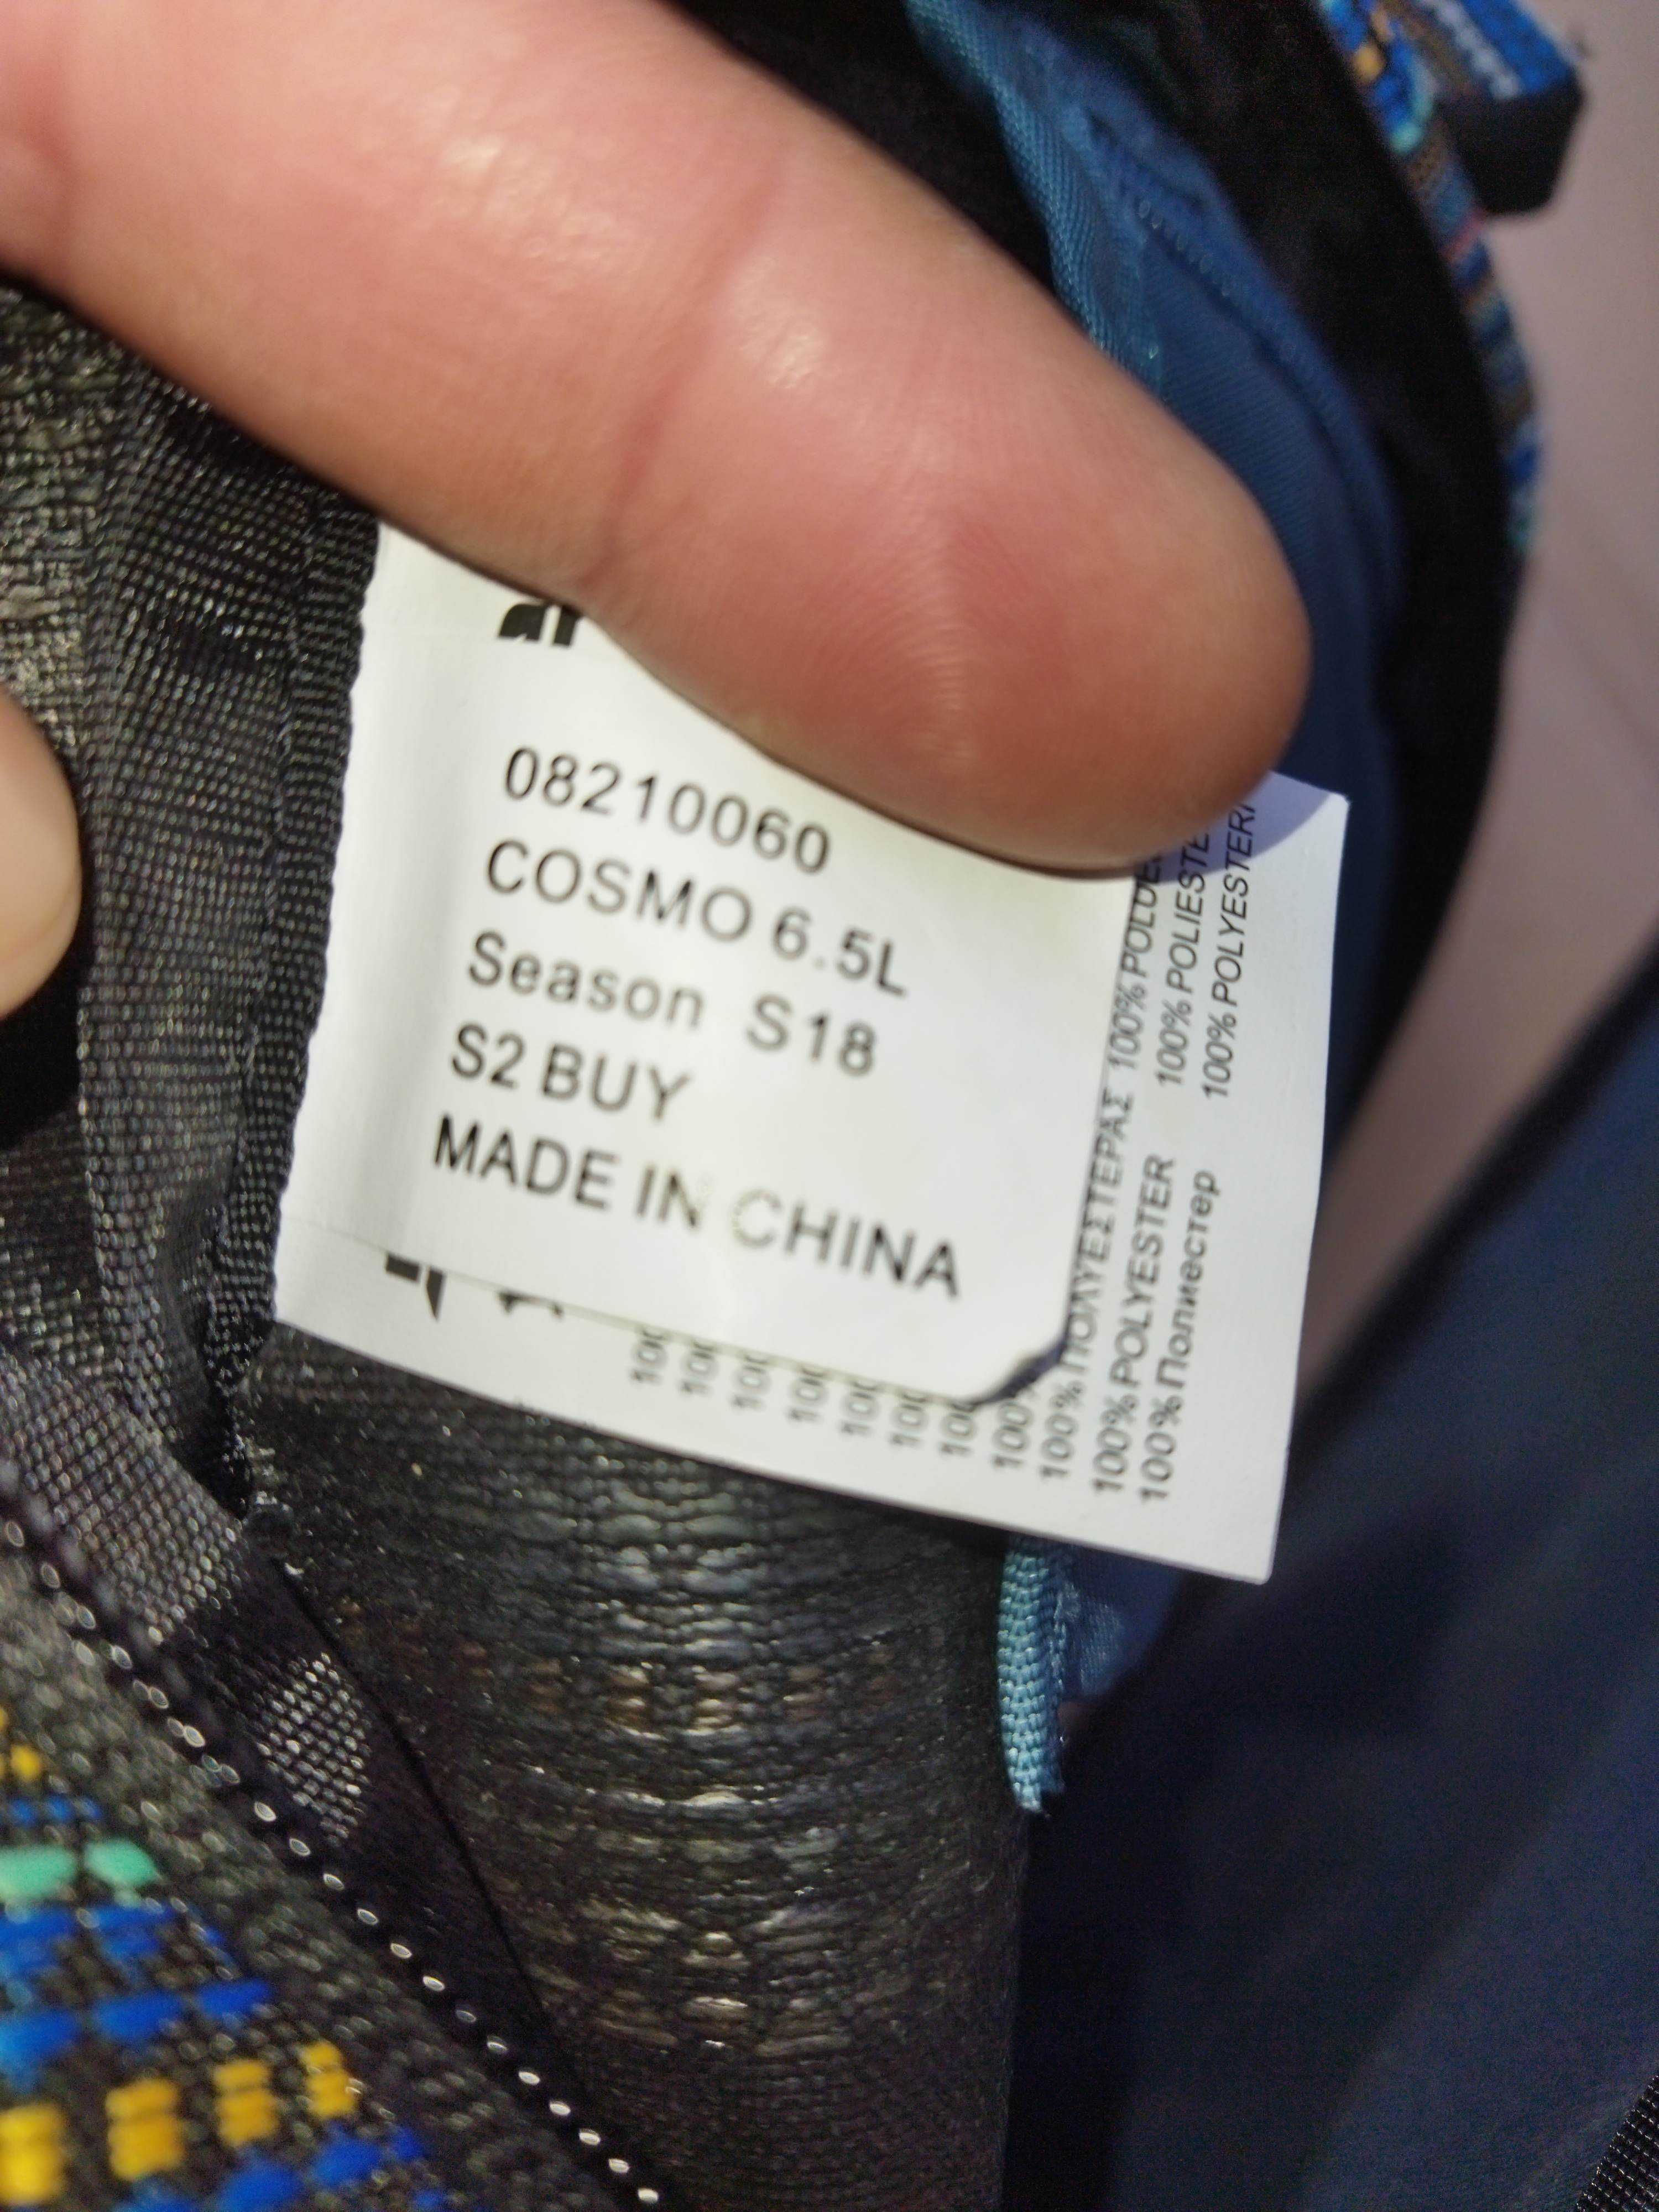 08210060
COSMO 6.5L
Season S18
S2 BUY
MADE IN CHINA
100% ΠΟΛΥΕΣΤΕΡΑΣ
100% POLYESTER
100% POLIESTE
100% Полиестер
100% POLYESTER